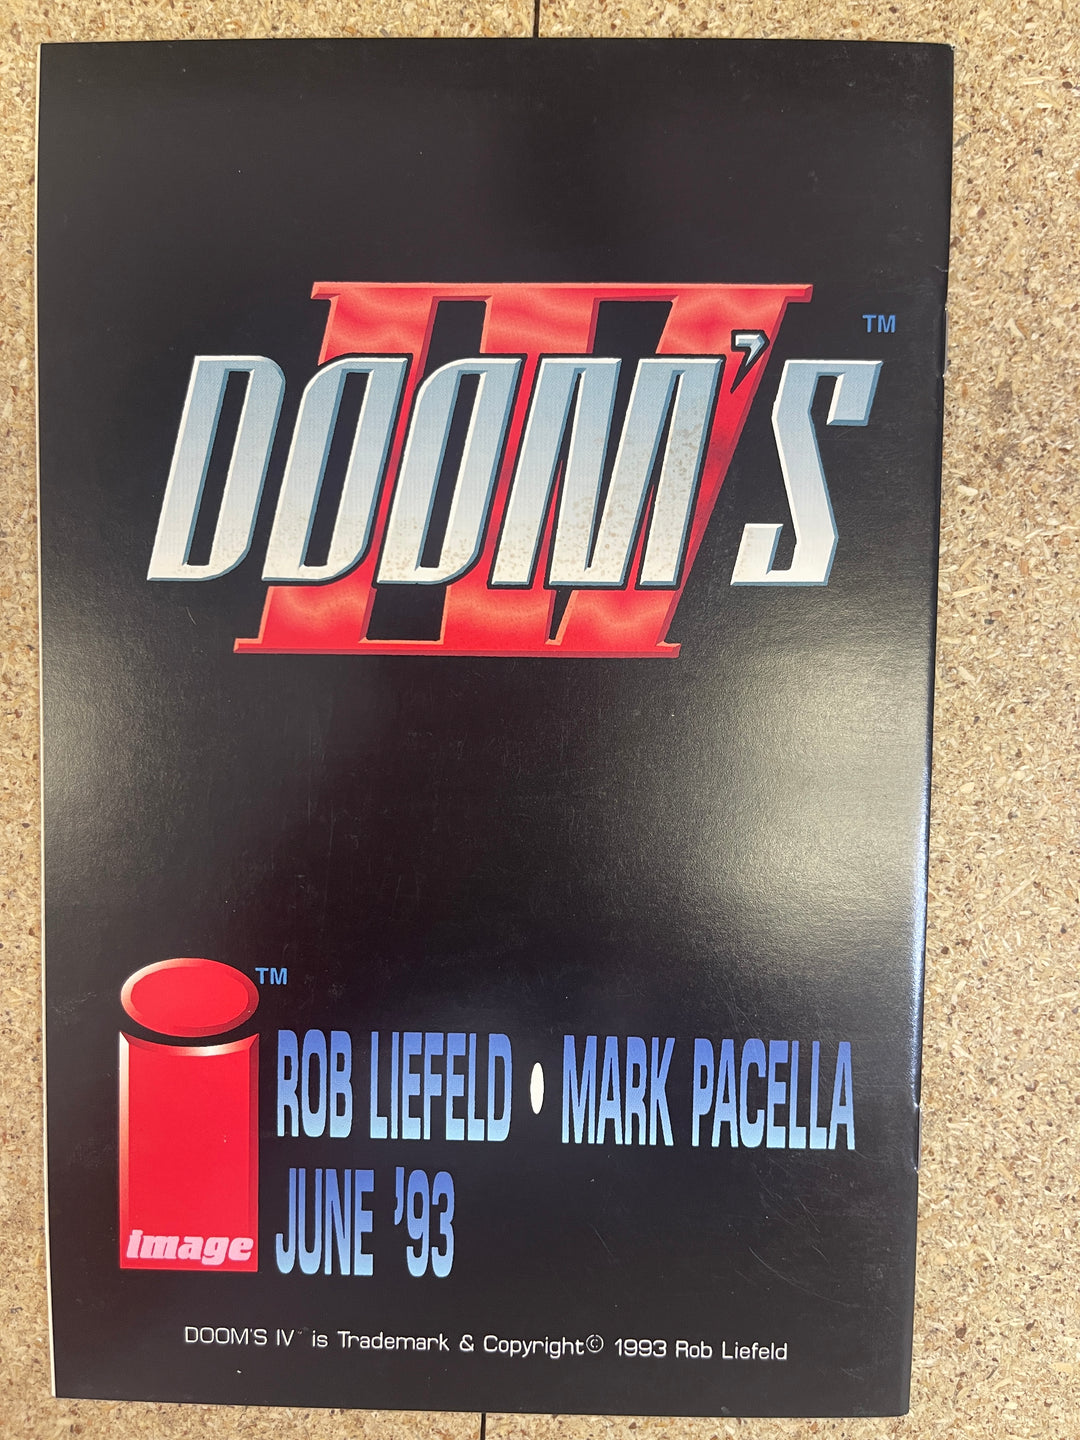 IV
DOOM'S ™
™
ROB LIEFELD • MARK PACELLA
JUNE '93
image
DOOM'S IV™ is Trademark & Copyright© 1993 Rob Liefeld